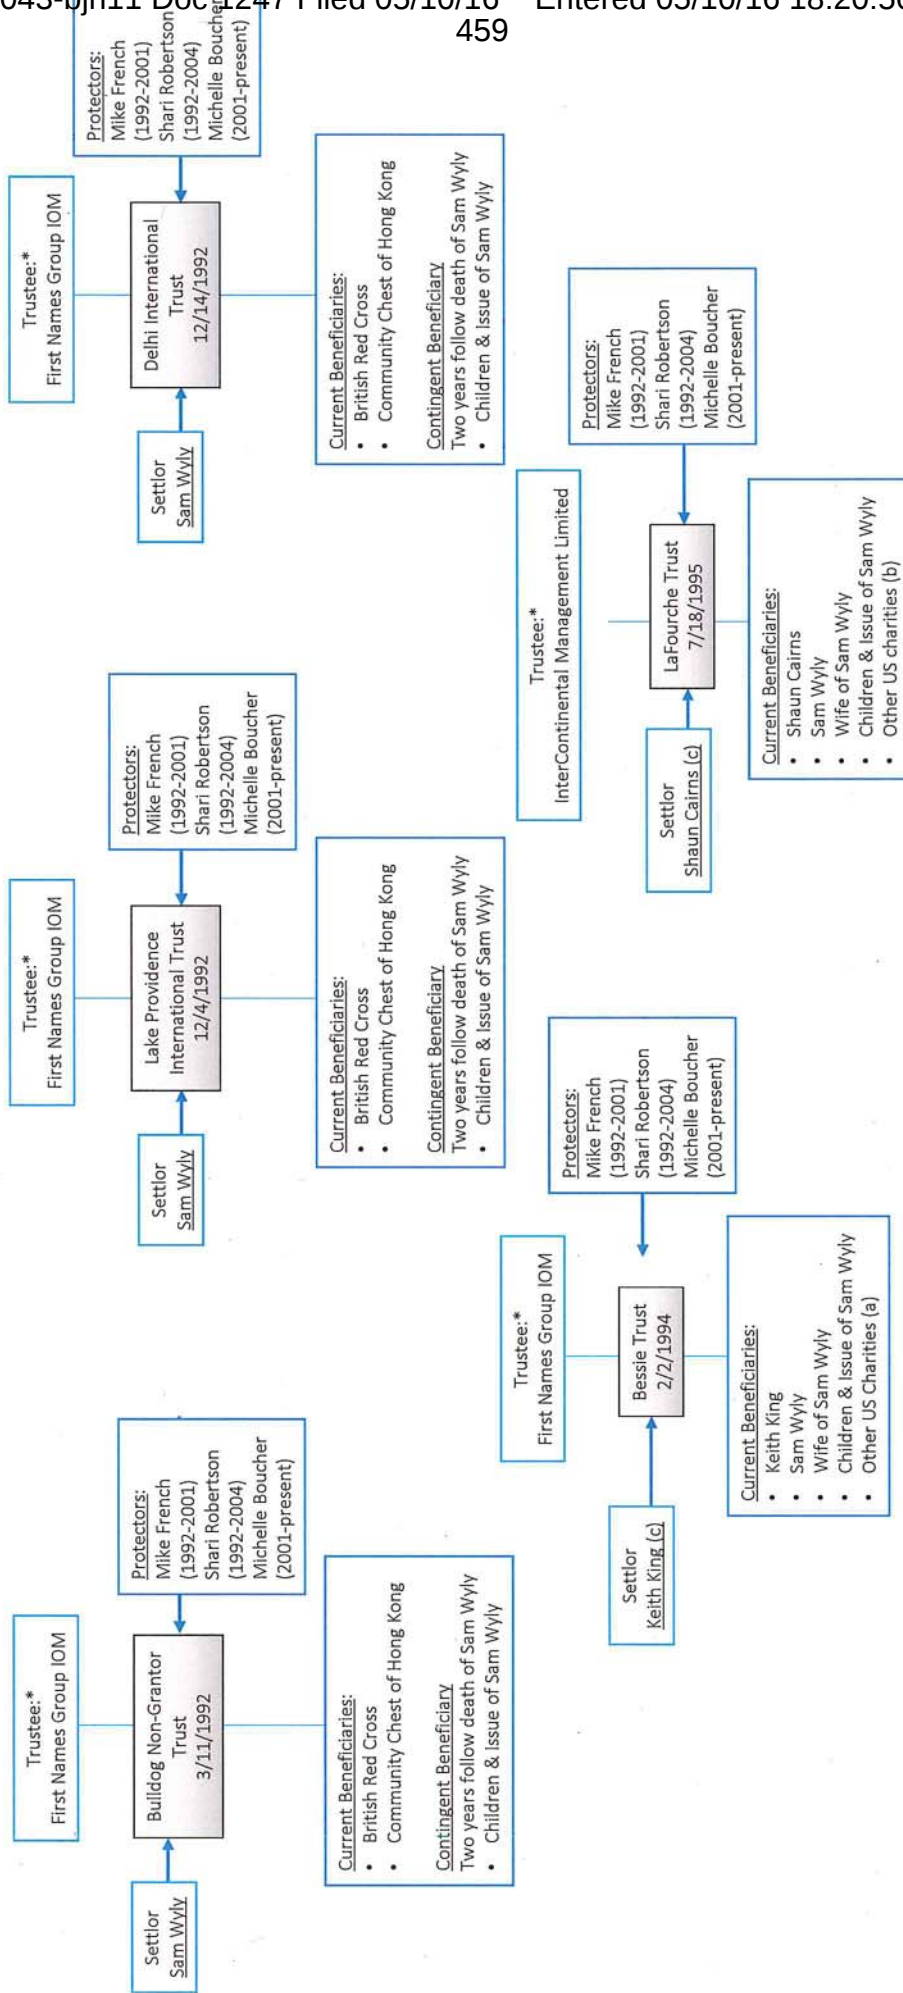 043-bjh11 Doc 1247 Filed 05/10/16 Entered 05/10/16 18:20:
459
Trustee:*
First Names Group IOM
Settlor
Sam Wyly
Bulldog Non-Grantor
Trust
3/11/1992
Protectors:
Mike French
(1992-2001)
Shari Robertson
(1992-2004)
Michelle Boucher
(2001-present)
Current Beneficiaries:
• British Red Cross
• Community Chest of Hong Kong
Contingent Beneficiary
Two years follow death of Sam Wyly
• Children & Issue of Sam Wyly
Trustee:*
First Names Group IOM
Settlor
Sam Wyly
Lake Providence
International Trust
12/4/1992
Protectors:
Mike French
(1992-2001)
Shari Robertson
(1992-2004)
Michelle Boucher
(2001-present)
Current Beneficiaries:
• British Red Cross
• Community Chest of Hong Kong
Contingent Beneficiary
Two years follow death of Sam Wyly
• Children & Issue of Sam Wyly
Trustee:*
First Names Group IOM
Settlor
Sam Wyly
Delhi International
Trust
12/14/1992
Protectors:
Mike French
(1992-2001)
Shari Robertson
(1992-2004)
Michelle Boucher
(2001-present)
Current Beneficiaries:
• British Red Cross
• Community Chest of Hong Kong
Contingent Beneficiary
Two years follow death of Sam Wyly
• Children & Issue of Sam Wyly
Trustee:*
First Names Group IOM
Settlor
Keith King (c)
Bessie Trust
2/2/1994
Protectors:
Mike French
(1992-2001)
Shari Robertson
(1992-2004)
Michelle Boucher
(2001-present)
Current Beneficiaries:
• Keith King
• Sam Wyly
• Wife of Sam Wyly
• Children & Issue of Sam Wyly
• Other US Charities (a)
Trustee:*
InterContinental Management Limited
Settlor
Shaun Cairns (c)
LaFourche Trust
7/18/1995
Protectors:
Mike French
(1992-2001)
Shari Robertson
(1992-2004)
Michelle Boucher
(2001-present)
Current Beneficiaries:
• Shaun Cairns
• Sam Wyly
• Wife of Sam Wyly
• Children & Issue of Sam Wyly
• Other US charities (b)